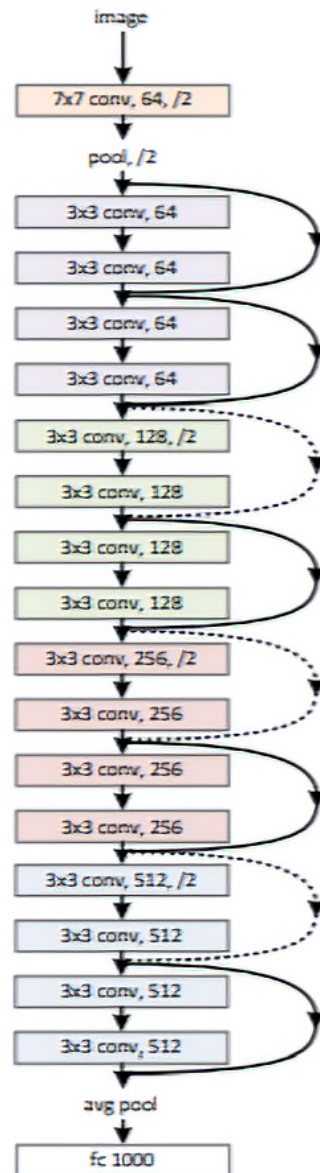 image
7x7 conv, 64, /2
pool, /2
3x3 conv, 64
3x3 conv, 64
3x3 conv, 64
3x3 conv, 64
3x3 conv, 128, /2
3x3 conv, 128
3x3 conv, 128
3x3 conv, 128
3x3 conv, 256, /2
3x3 conv, 256
3x3 conv, 256
3x3 conv, 256
3x3 conv, 512, /2
3x3 conv, 512
3x3 conv, 512
3x3 conv, 512
avg pool
fc 1000